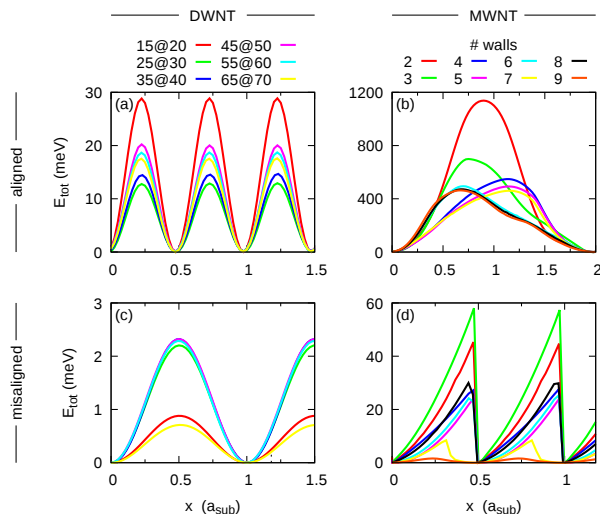 DWNT MWNT
15@20 45@50 # walls
25@30 55@60 2 4 6 8
35@40 65@70 3 5 7 9
aligned
E_tot (meV)
(a)
30
20
10
0
0 0.5 1 1.5
(b)
1200
800
400
0
0 0.5 1 1.5 2
misaligned
E_tot (meV)
(c)
3
2
1
0
0 0.5 1 1.5
x (a_Sub)
(d)
60
40
20
0
0 0.5 1
x (a_Sub)